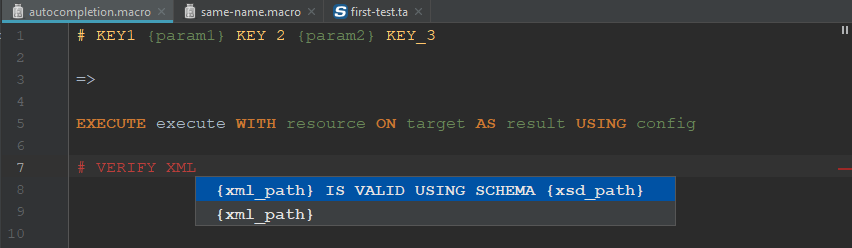 autocompletion.macro × same-name.macro × first-test.ta ×
1 # KEY1 {param1} KEY 2 {param2} KEY_3
2
3 =>
4
5 EXECUTE execute WITH resource ON target AS result USING config
6
7 # VERIFY XML
8 {xml_path} IS VALID USING SCHEMA {xsd_path}
9 {xml_path}
10